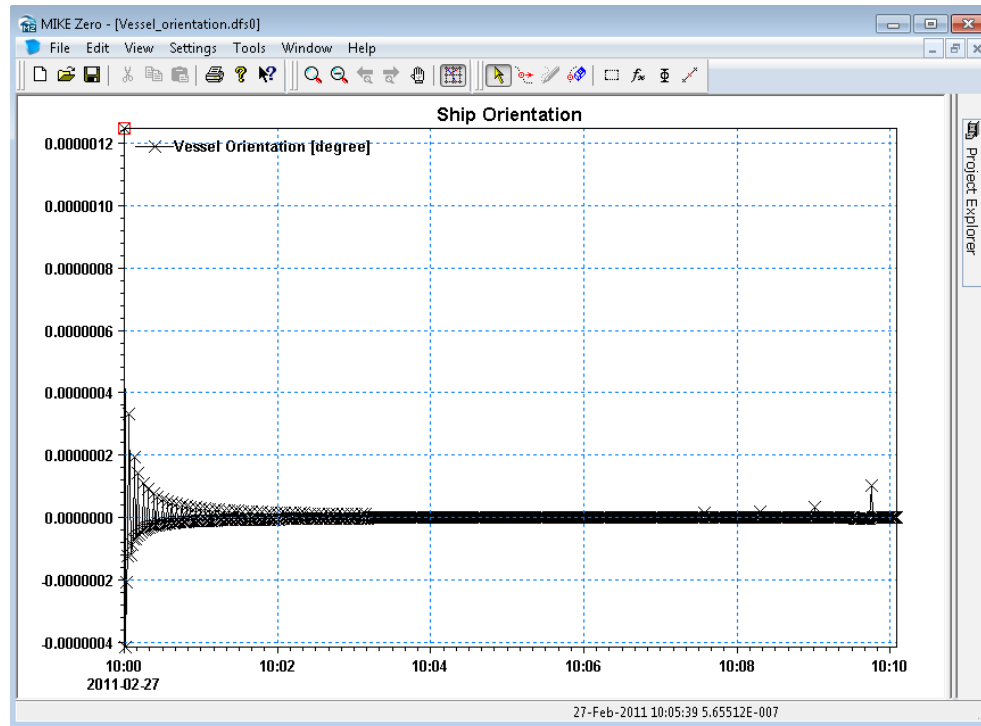 MIKE Zero - [Vessel_orientation.dfs0]
File Edit View Settings Tools Window Help
Ship Orientation
Vessel Orientation [degree]
0.0000012
0.0000010
0.0000008
0.0000006
0.0000004
0.0000002
0.0000000
-0.0000002
-0.0000004
10:00 10:02 10:04 10:06 10:08 10:10
2011-02-27
Project Explorer
27-Feb-2011 10:05:39 5.65512E-007